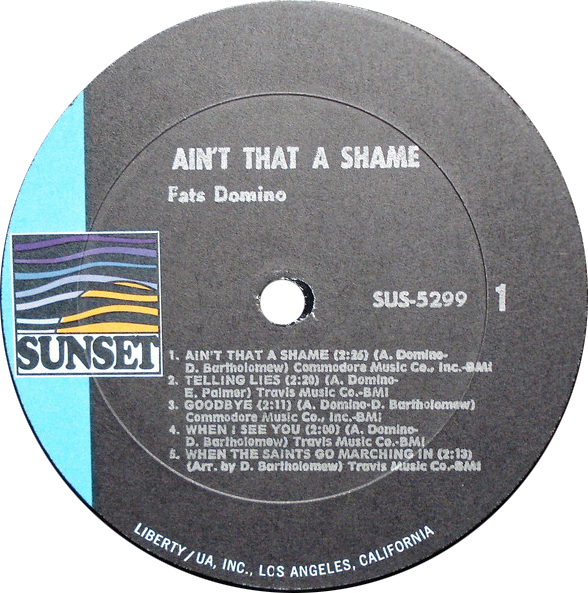 AIN'T THAT A SHAME
Fats Domino
SUS-5299 1
SUNSET
1. AIN'T THAT A SHAME (2:25) (A. Domino-
D. Bartholomew) Commodore Music Co., Inc.-BMI
2. TELLING LIES (2:20) (A. Domino-
E. Palmer) Travis Music Co.-BMI
3. GOODBYE (2:11) (A. Domino-D. Bartholomew)
Commodore Music Co., Inc.-BMI
4. WHEN I SEE YOU (2:00) (A. Domino-
D. Bartholomew) Travis Music Co.-BMI
5. WHEN THE SAINTS GO MARCHING IN (2:13)
(Arr. by D. Bartholomew) Travis Music Co.-BMI
LIBERTY/UA, INC., LOS ANGELES, CALIFORNIA